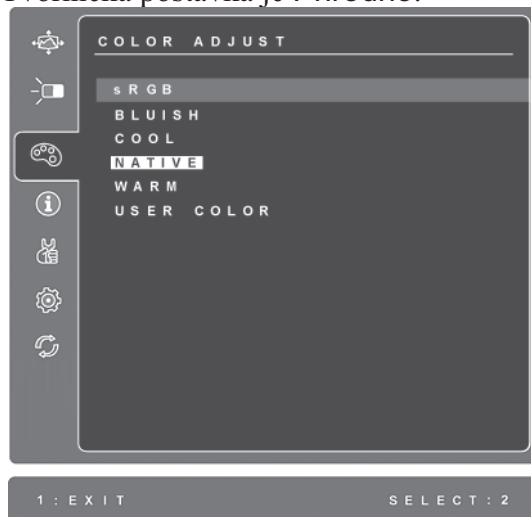 COLOR ADJUST
sRGB
BLUISH
COOL
NATIVE
WARM
USER COLOR
1:EXIT SELECT:2